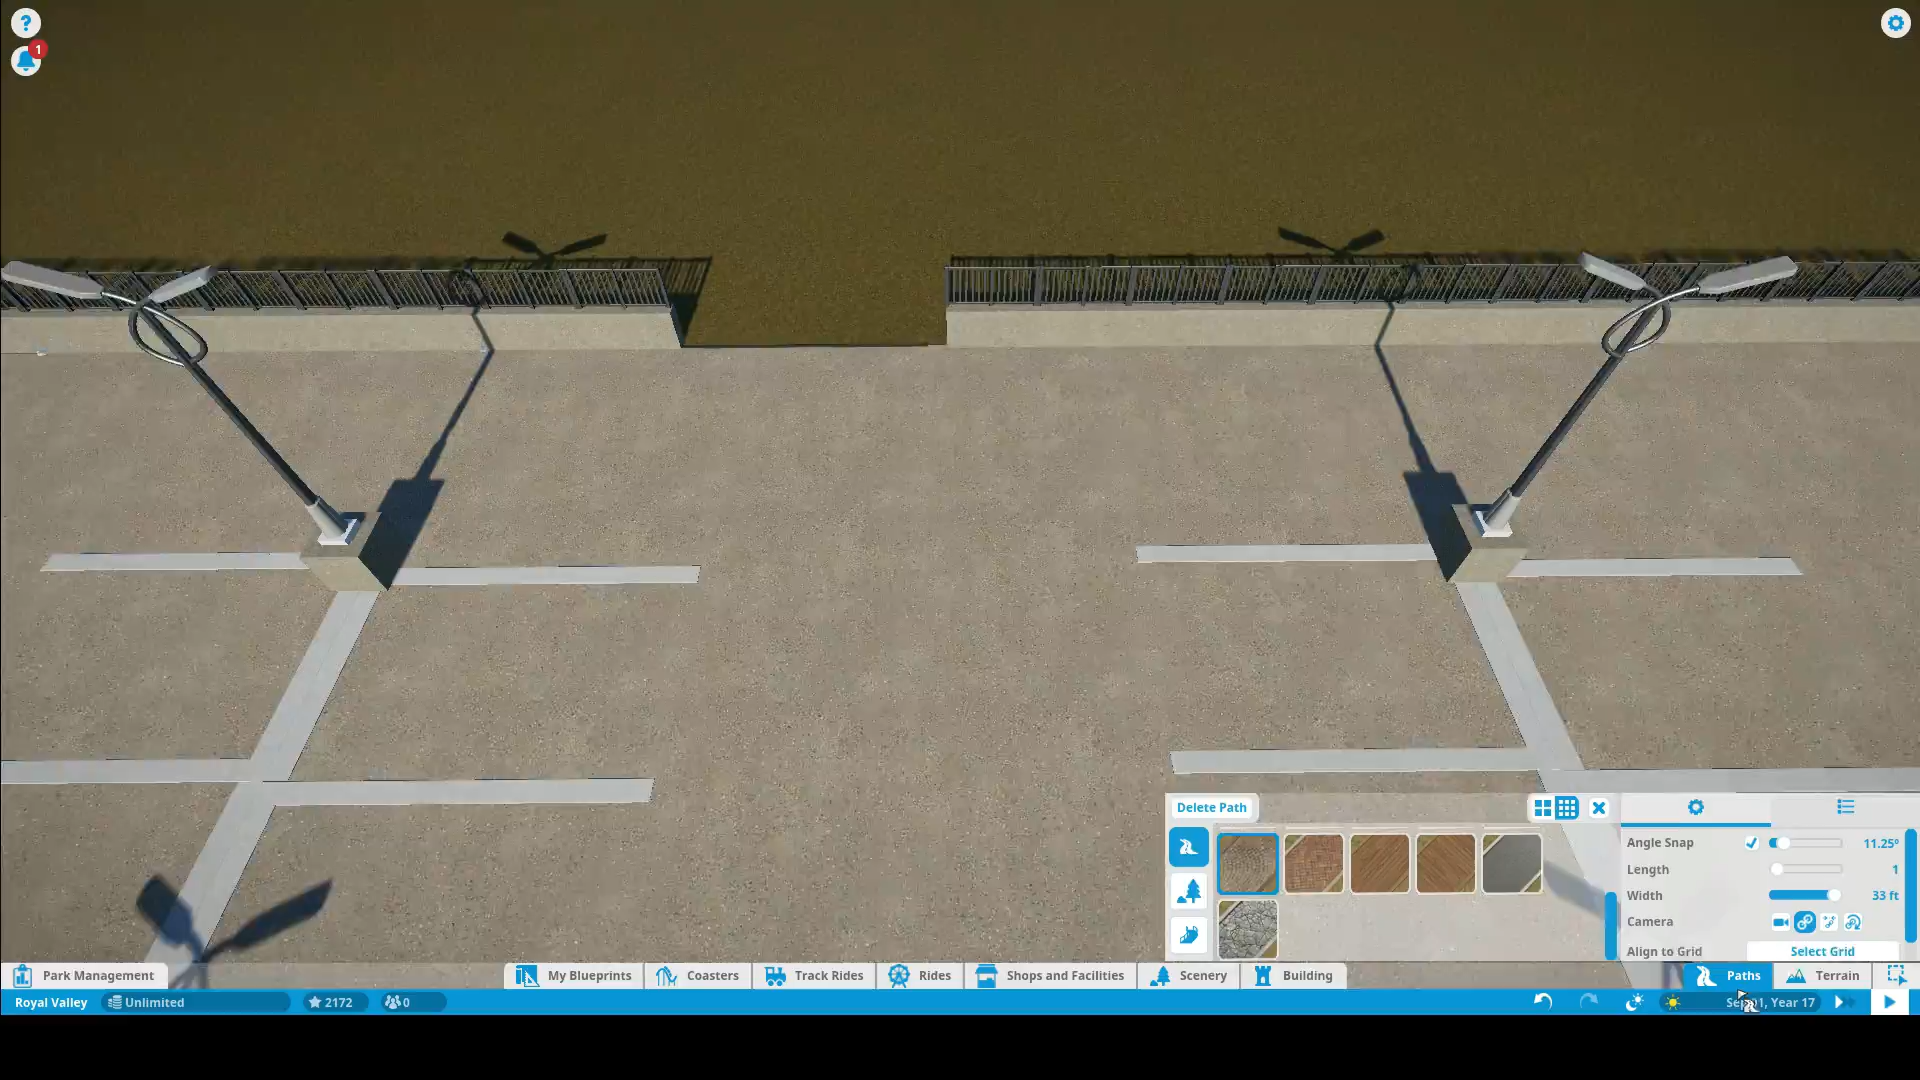 ?
1
Delete Path
Angle Snap 11.25°
Length 1
Width 33 ft
Camera
Align to Grid Select Grid
Park Management My Blueprints Coasters Track Rides Rides Shops and Facilities Scenery Building Paths Terrain
Royal Valley Unlimited 2172 0 Year 17